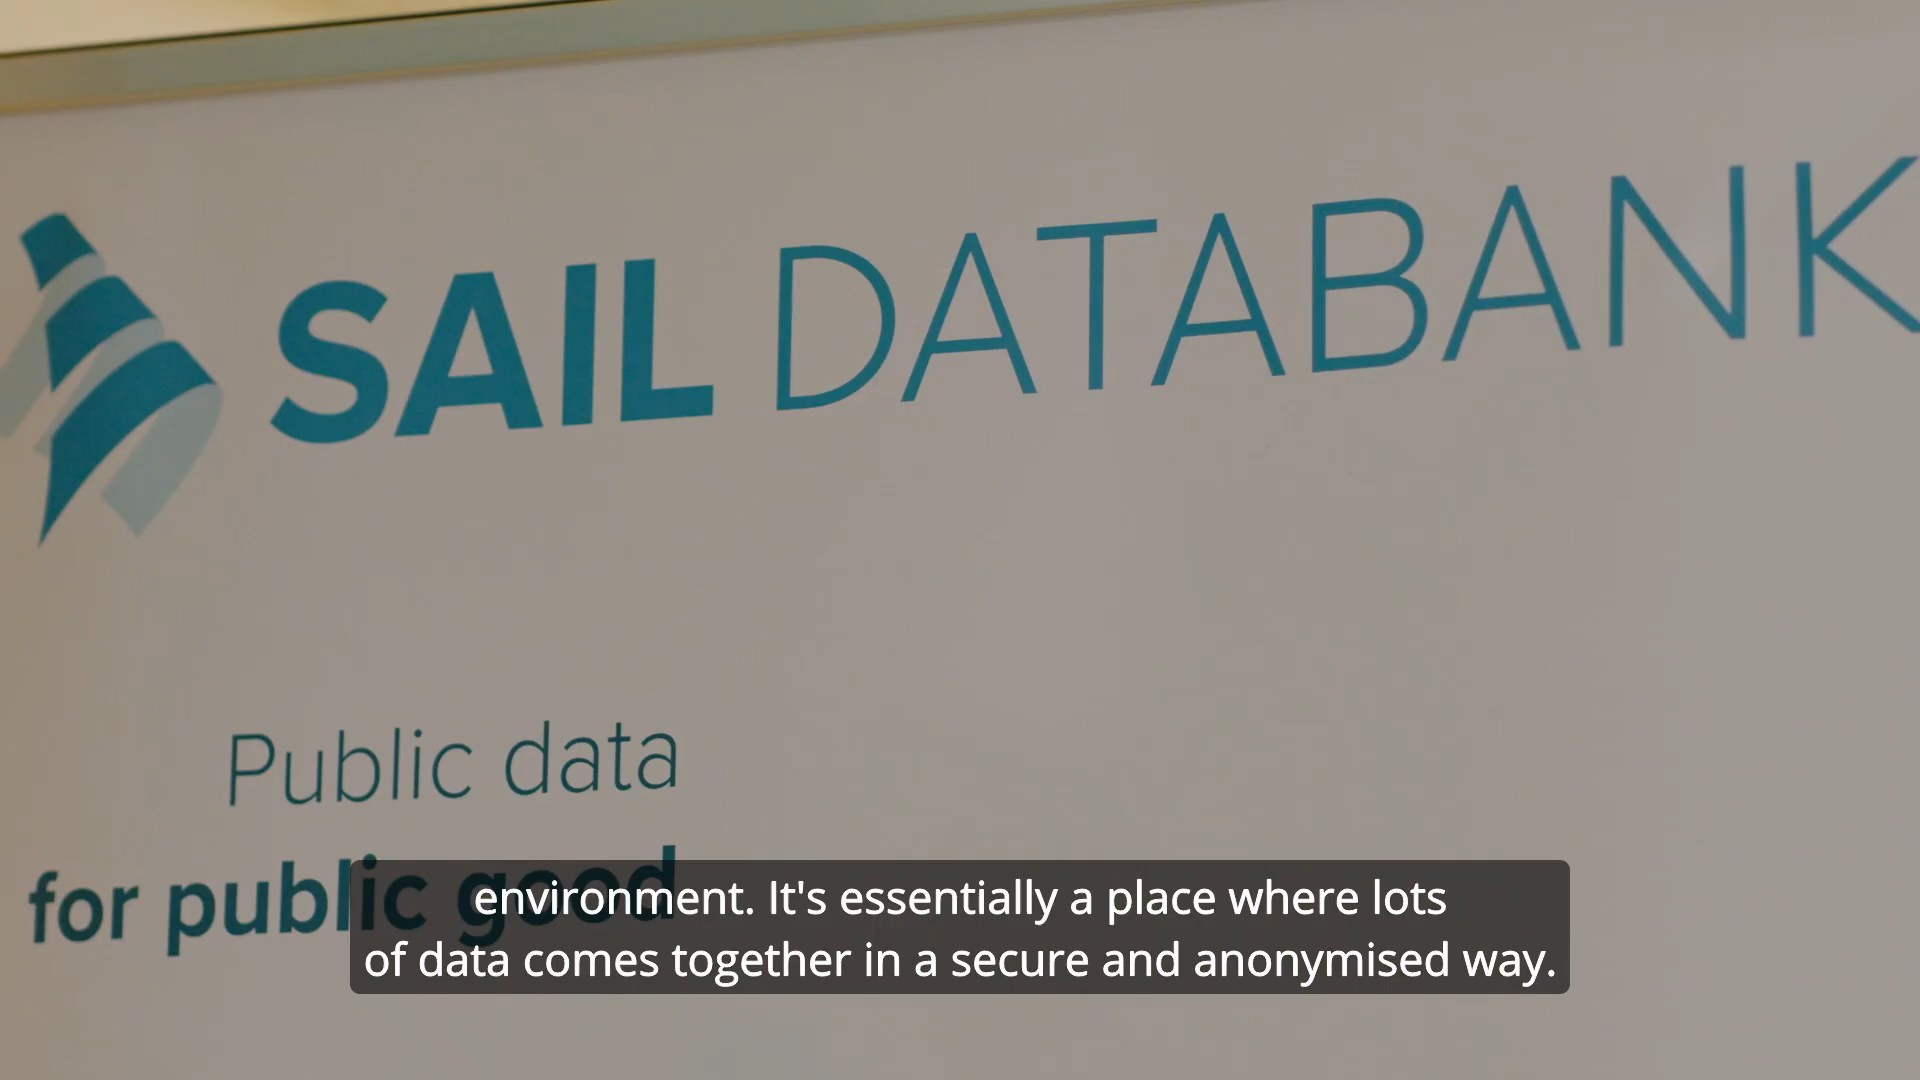 SAIL DATABANK
Public data
for public good
environment. It's essentially a place where lots
of data comes together in a secure and anonymised way.